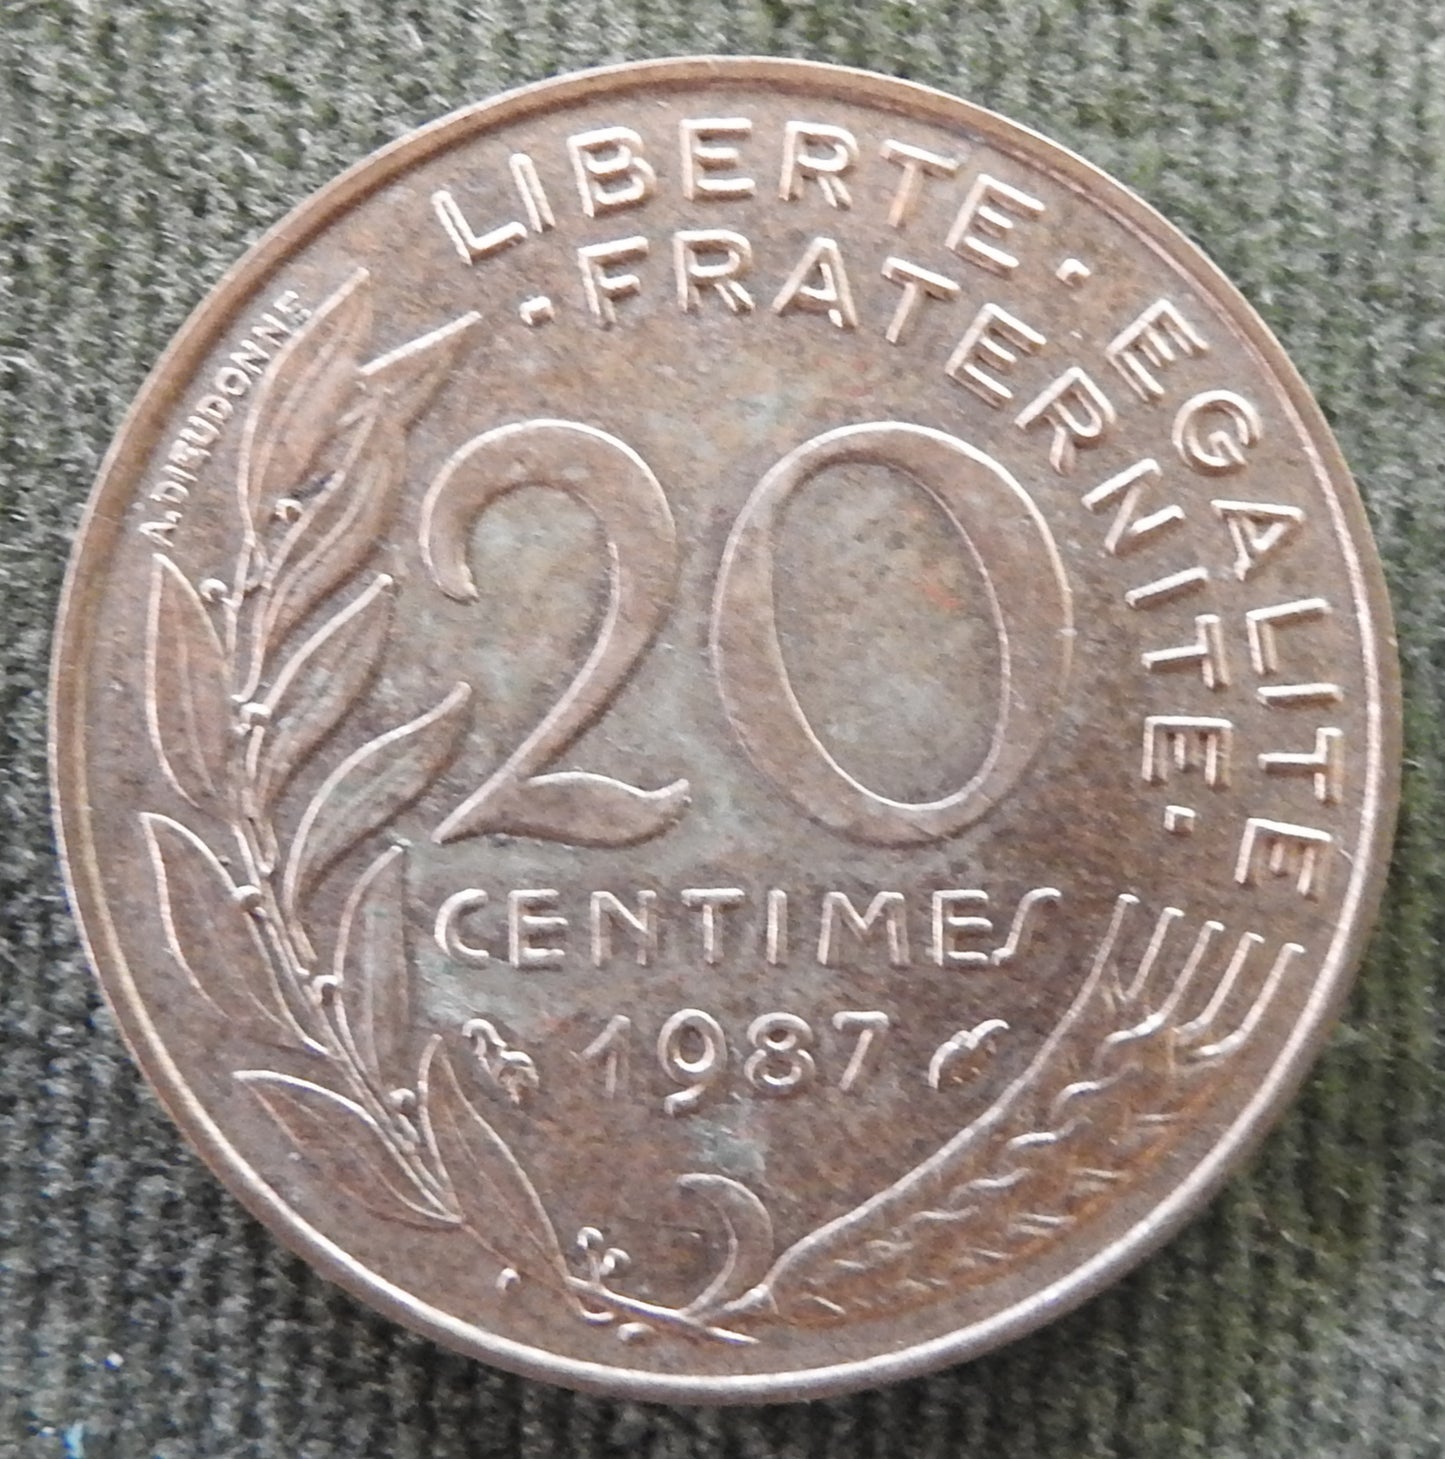 LIBERTE · EGALITE
· FRATERNITE ·
A. DIEUDONNE
20
CENTIMES
1987